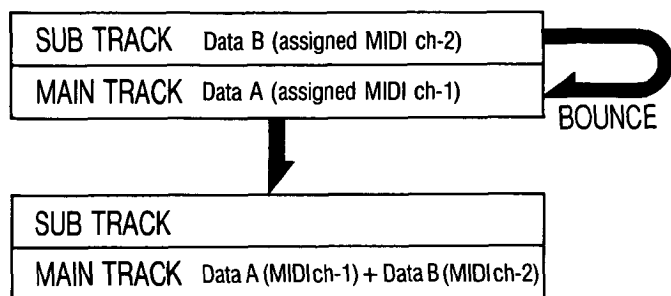 SUB TRACK Data B (assigned MIDI ch-2)
MAIN TRACK Data A (assigned MIDI ch-1)
BOUNCE
SUB TRACK
MAIN TRACK Data A (MIDI ch-1) + Data B (MIDI ch-2)